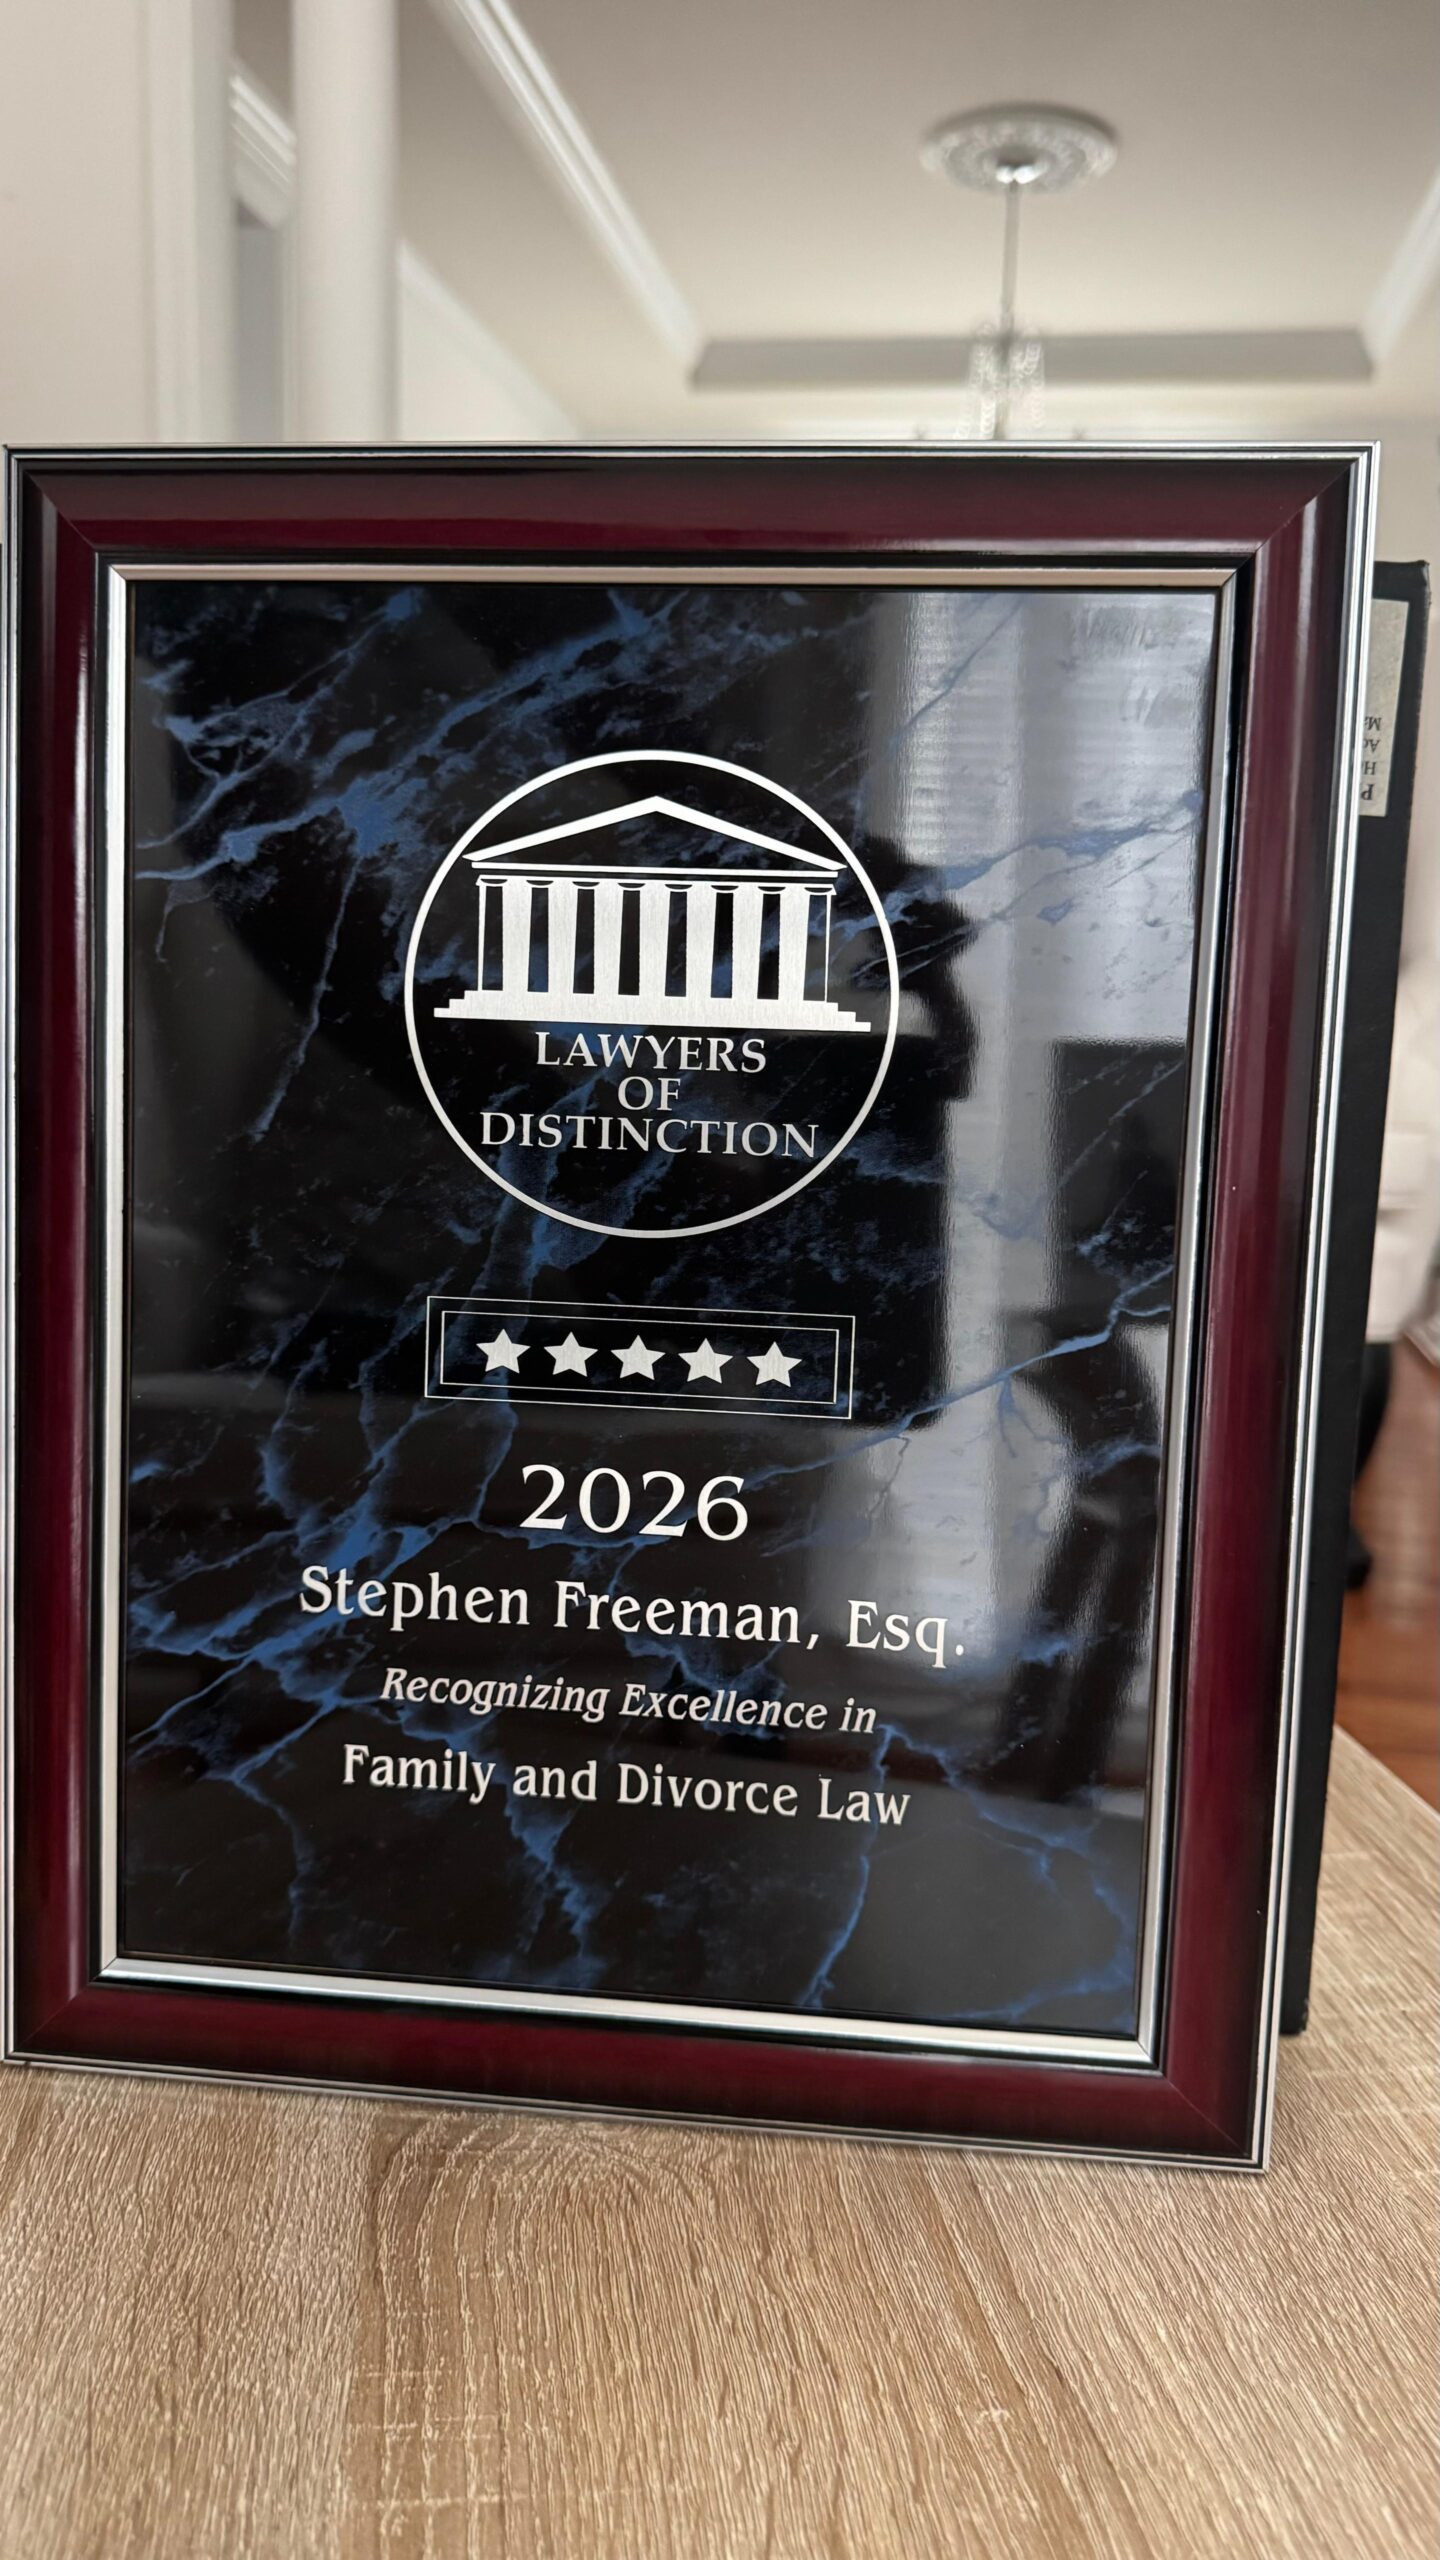 LAWYERS
OF
DISTINCTION
2026
Stephen Freeman, Esq.
Recognizing Excellence in
Family and Divorce Law